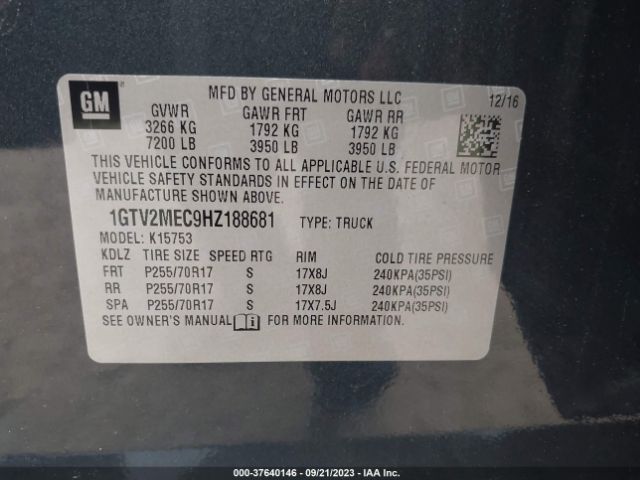 GM
MFD BY GENERAL MOTORS LLC
12/16
GVWR GAWR FRT GAWR RR
3266 KG 1792 KG 1792 KG
7200 LB 3950 LB 3950 LB
THIS VEHICLE CONFORMS TO ALL APPLICABLE U.S. FEDERAL MOTOR
VEHICLE SAFETY STANDARDS IN EFFECT ON THE DATE OF
MANUFACTURE SHOWN ABOVE.
1GTV2MEC9HZ188681 TYPE: TRUCK
MODEL: K15753
KDLZ TIRE SIZE SPEED RTG RIM COLD TIRE PRESSURE
FRT P255/70R17 S 17X8J 240KPA(35PSI)
RR P255/70R17 S 17X8J 240KPA(35PSI)
SPA P255/70R17 S 17X7.5J 240KPA(35PSI)
SEE OWNER'S MANUAL FOR MORE INFORMATION.
000-37640146 - 09/21/2023 - IAA Inc.